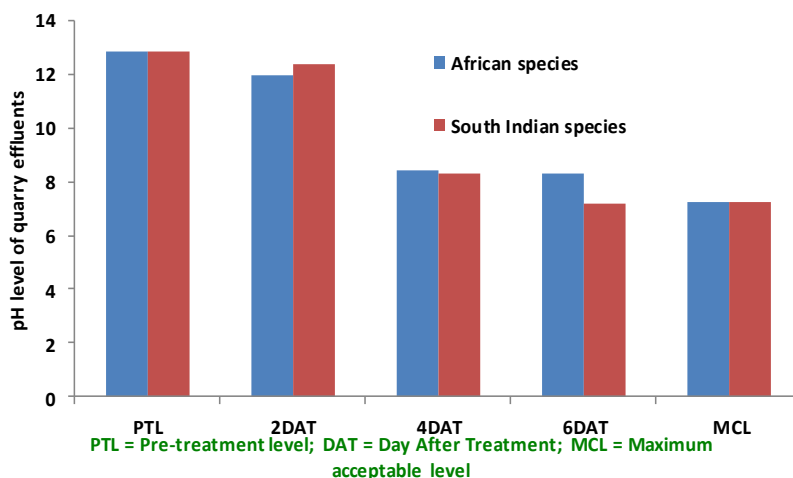 14
12
10
8
6
4
2
0
pH level of quarry effluents
African species
South Indian species
PTL 2DAT 4DAT 6DAT MCL
PTL = Pre-treatment level; DAT = Day After Treatment; MCL = Maximum
acceptable level